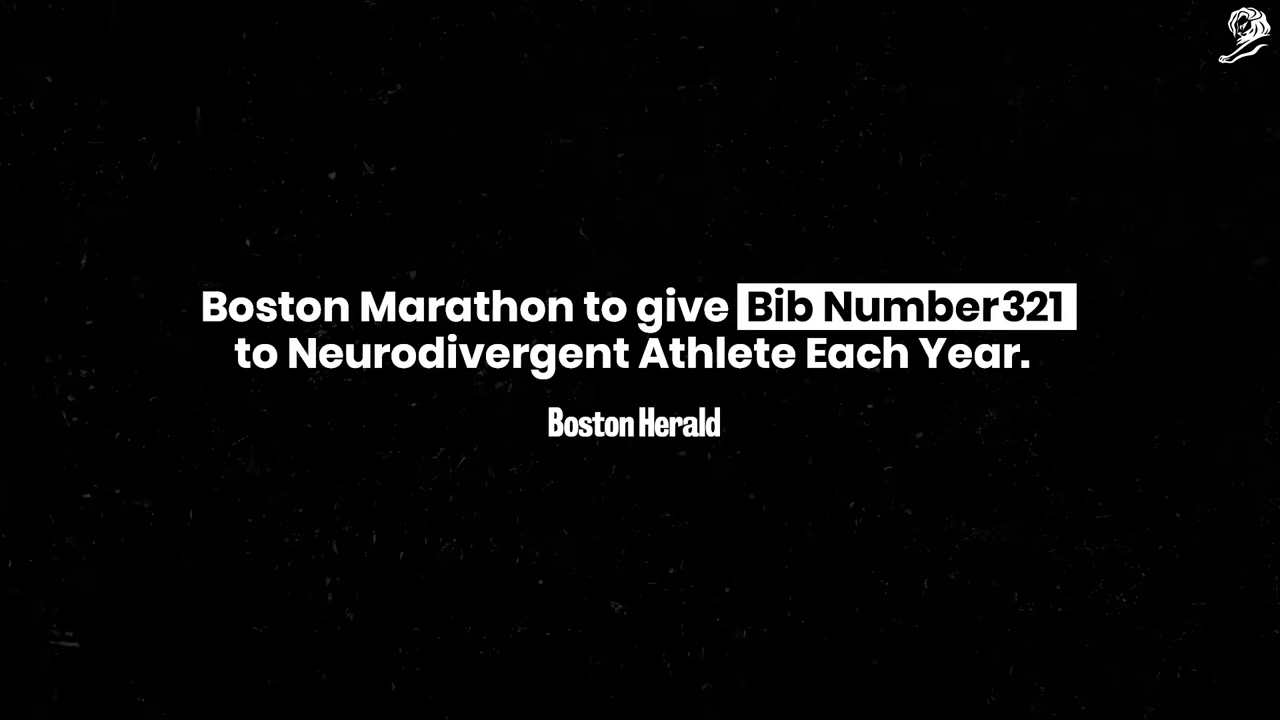 Boston Marathon to give Bib Number 321
to Neurodivergent Athlete Each Year.
Boston Herald